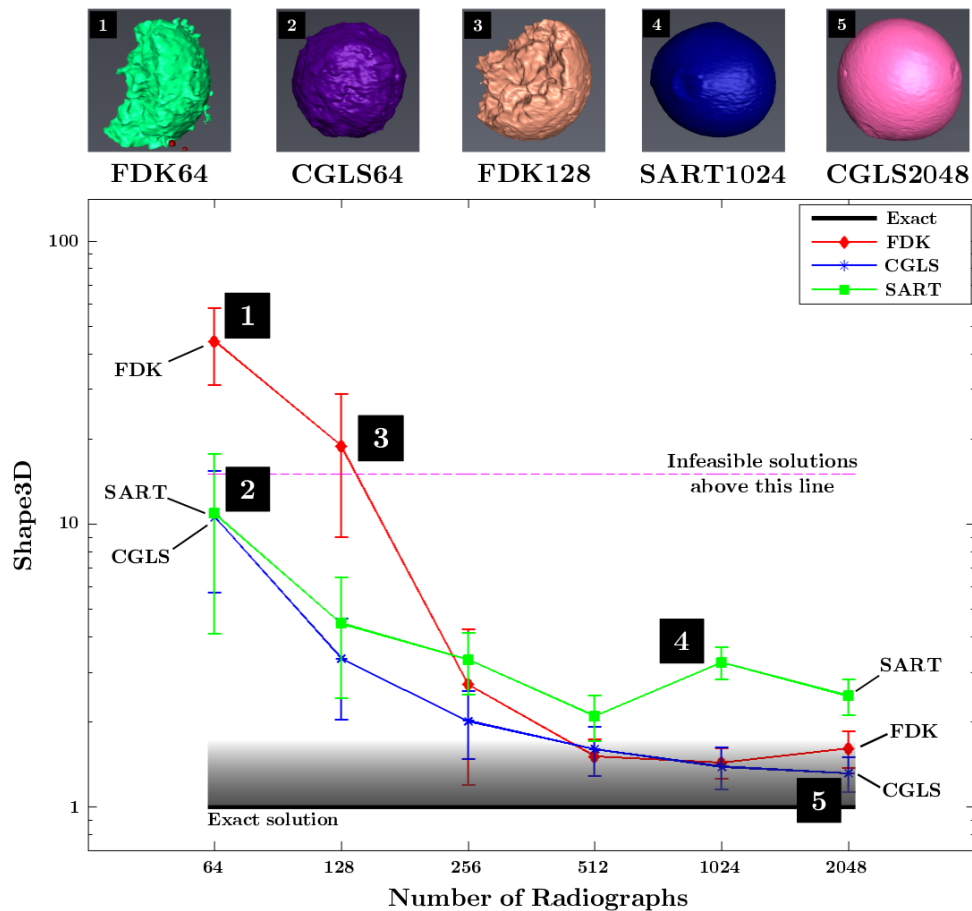 1
2
3
4
5
FDK64
CGLS64
FDK128
SART1024
CGLS2048
Exact
FDK
CGLS
SART
100
10
1
Shape3D
1
FDK
3
Infeasible solutions
above this line
2
SART
CGLS
4
SART
FDK
CGLS
5
Exact solution
64
128
256
512
1024
2048
Number of Radiographs